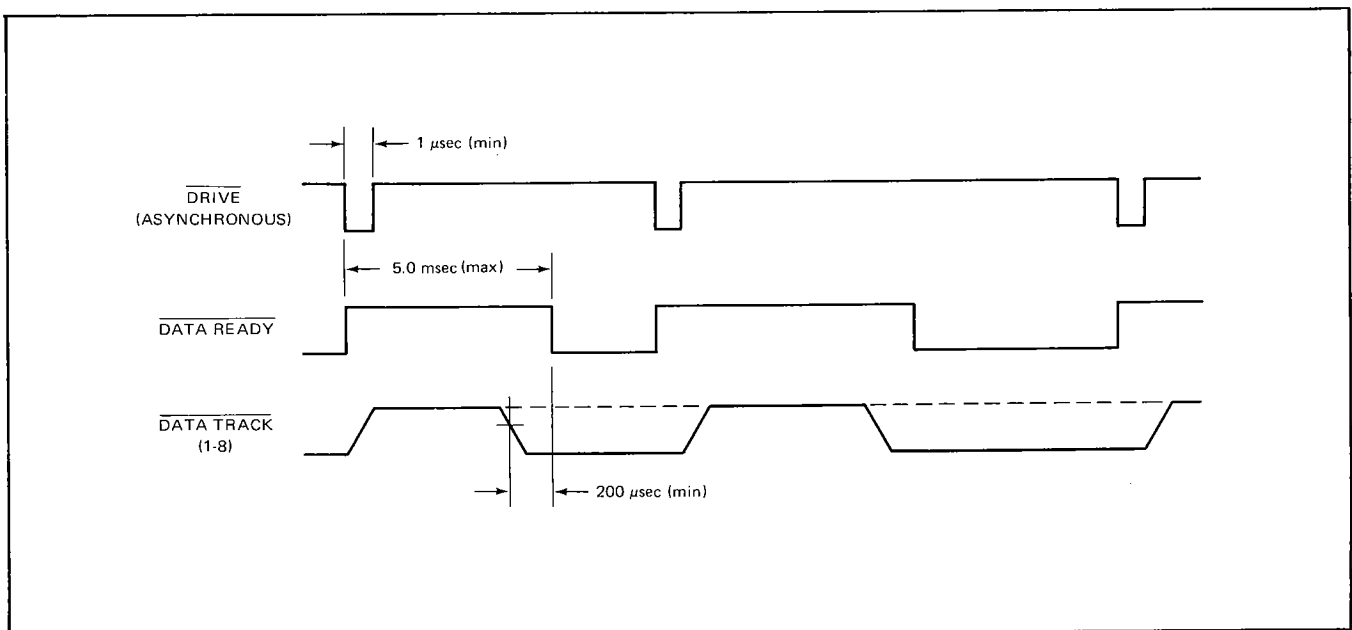 1 μsec (min)
DRIVE
(ASYNCHRONOUS)
5.0 msec (max)
DATA READY
DATA TRACK
(1-8)
200 μsec (min)